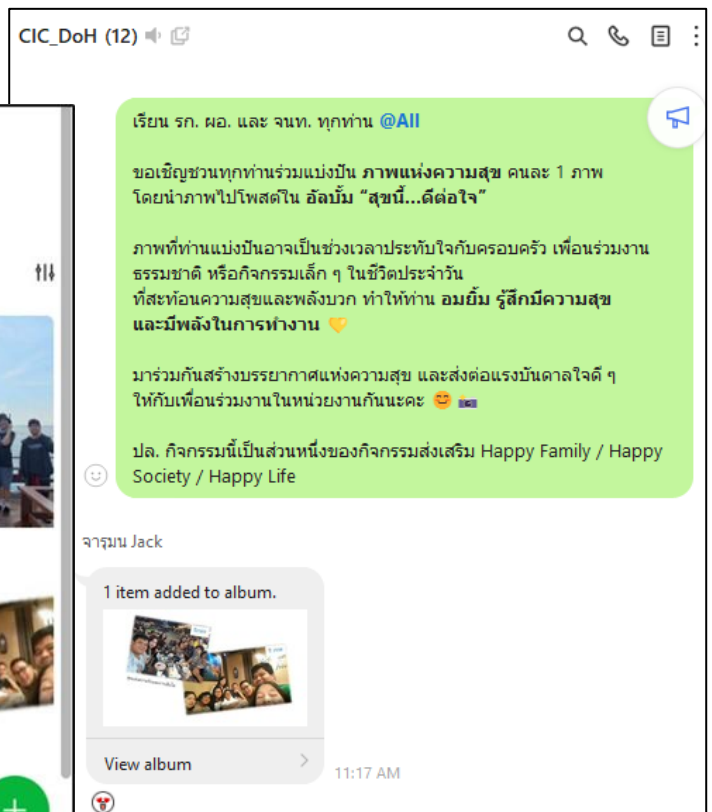 CIC_DoH (12)
เรียน รก. ผอ. และ จนท. ทุกท่าน @All
ขอเชิญชวนทุกท่านร่วมแบ่งปัน ภาพแห่งความสุข คนละ 1 ภาพ
โดยนำภาพไปโพสต์ใน อัลบั้ม “สุขนี้...ดีต่อใจ”
ภาพที่ท่านแบ่งปันอาจเป็นช่วงเวลาประทับใจกับครอบครัว เพื่อนร่วมงาน
ธรรมชาติ หรือกิจกรรมเล็ก ๆ ในชีวิตประจำวัน
ที่สะท้อนความสุขและพลังบวก ทำให้ท่าน อมยิ้ม รู้สึกมีความสุข
และมีพลังในการทำงาน 💛
มาร่วมกันสร้างบรรยากาศแห่งความสุข และส่งต่อแรงบันดาลใจดี ๆ
ให้กับเพื่อนร่วมงานในหน่วยงานกันนะคะ 😊 📷
ปล. กิจกรรมนี้เป็นส่วนหนึ่งของกิจกรรมส่งเสริม Happy Family / Happy
Society / Happy Life
จารุมน Jack
1 item added to album.
View album
11:17 AM